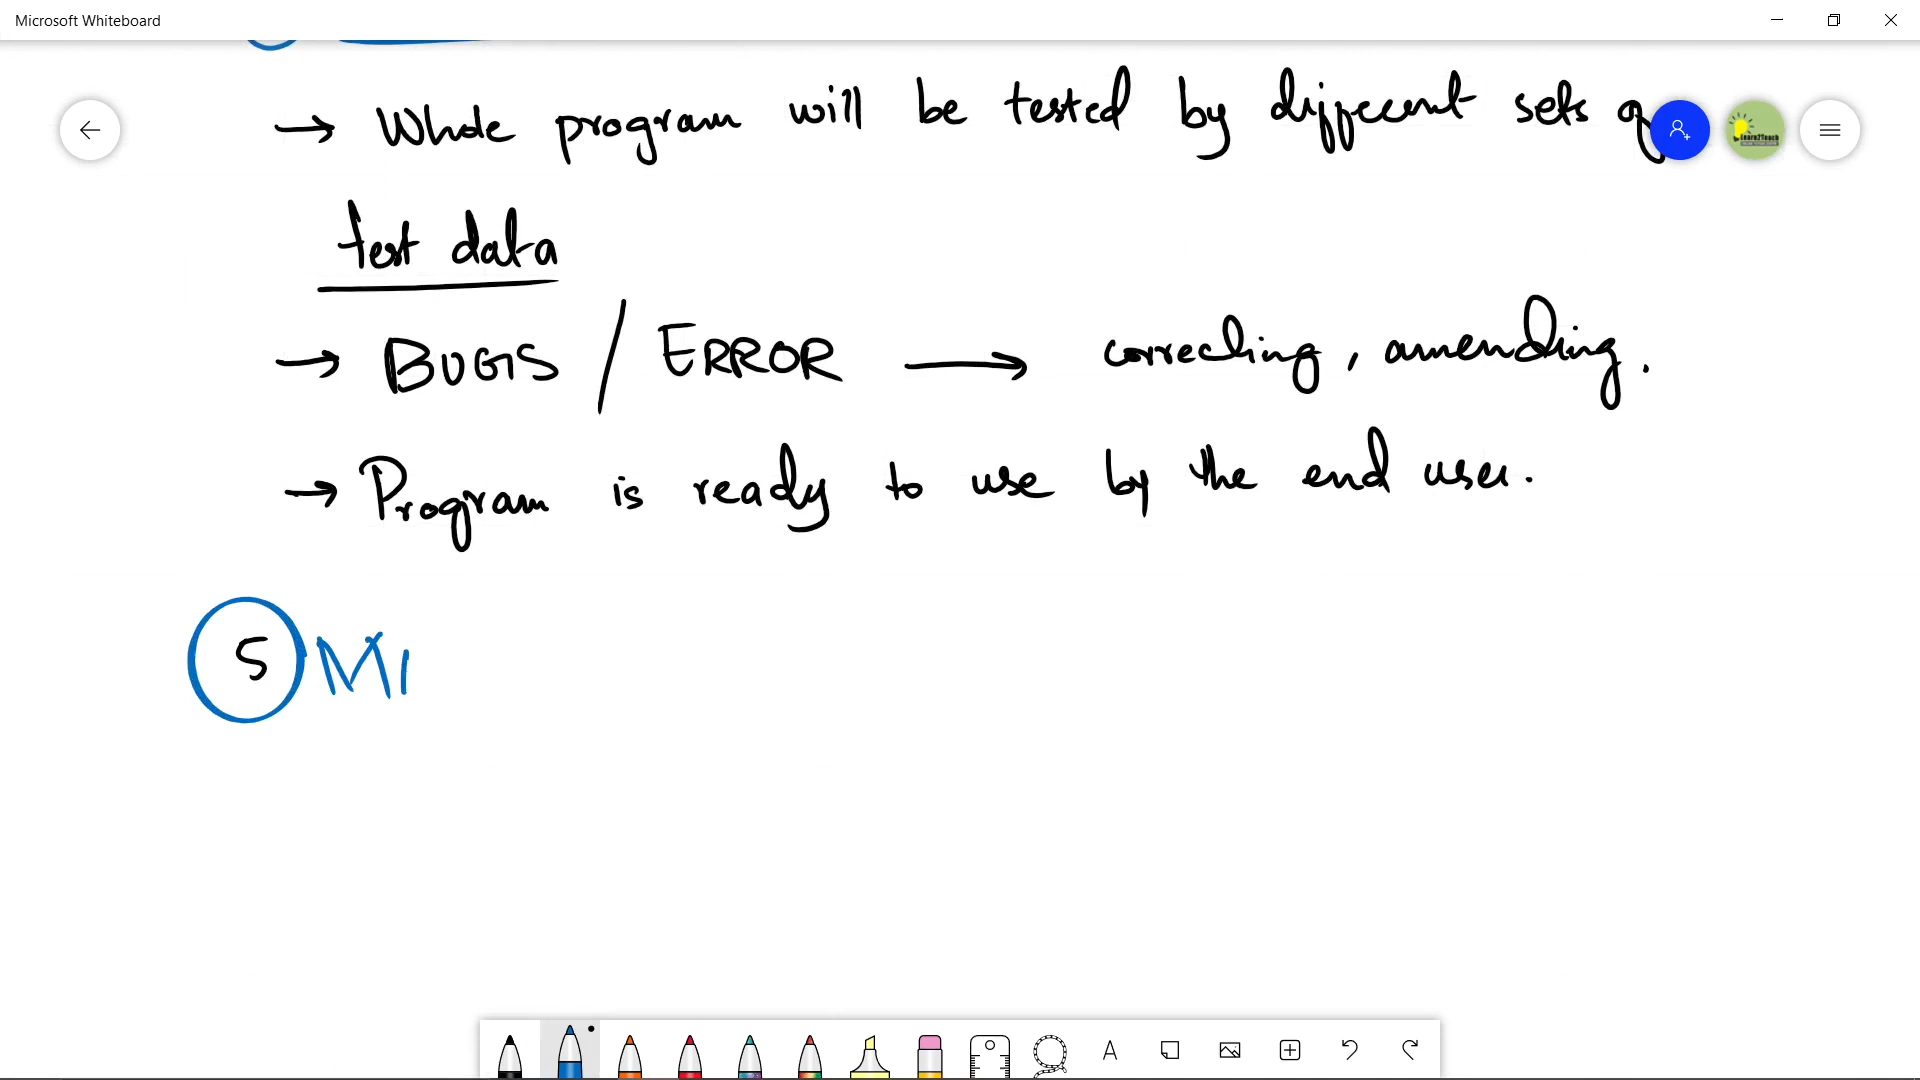 Microsoft Whiteboard
→ Whole program will be tested by different sets of
Learn2Teach
test data
→ BUGS / ERROR → correcting, amending.
→ Program is ready to use by the end user.
5 MI
A